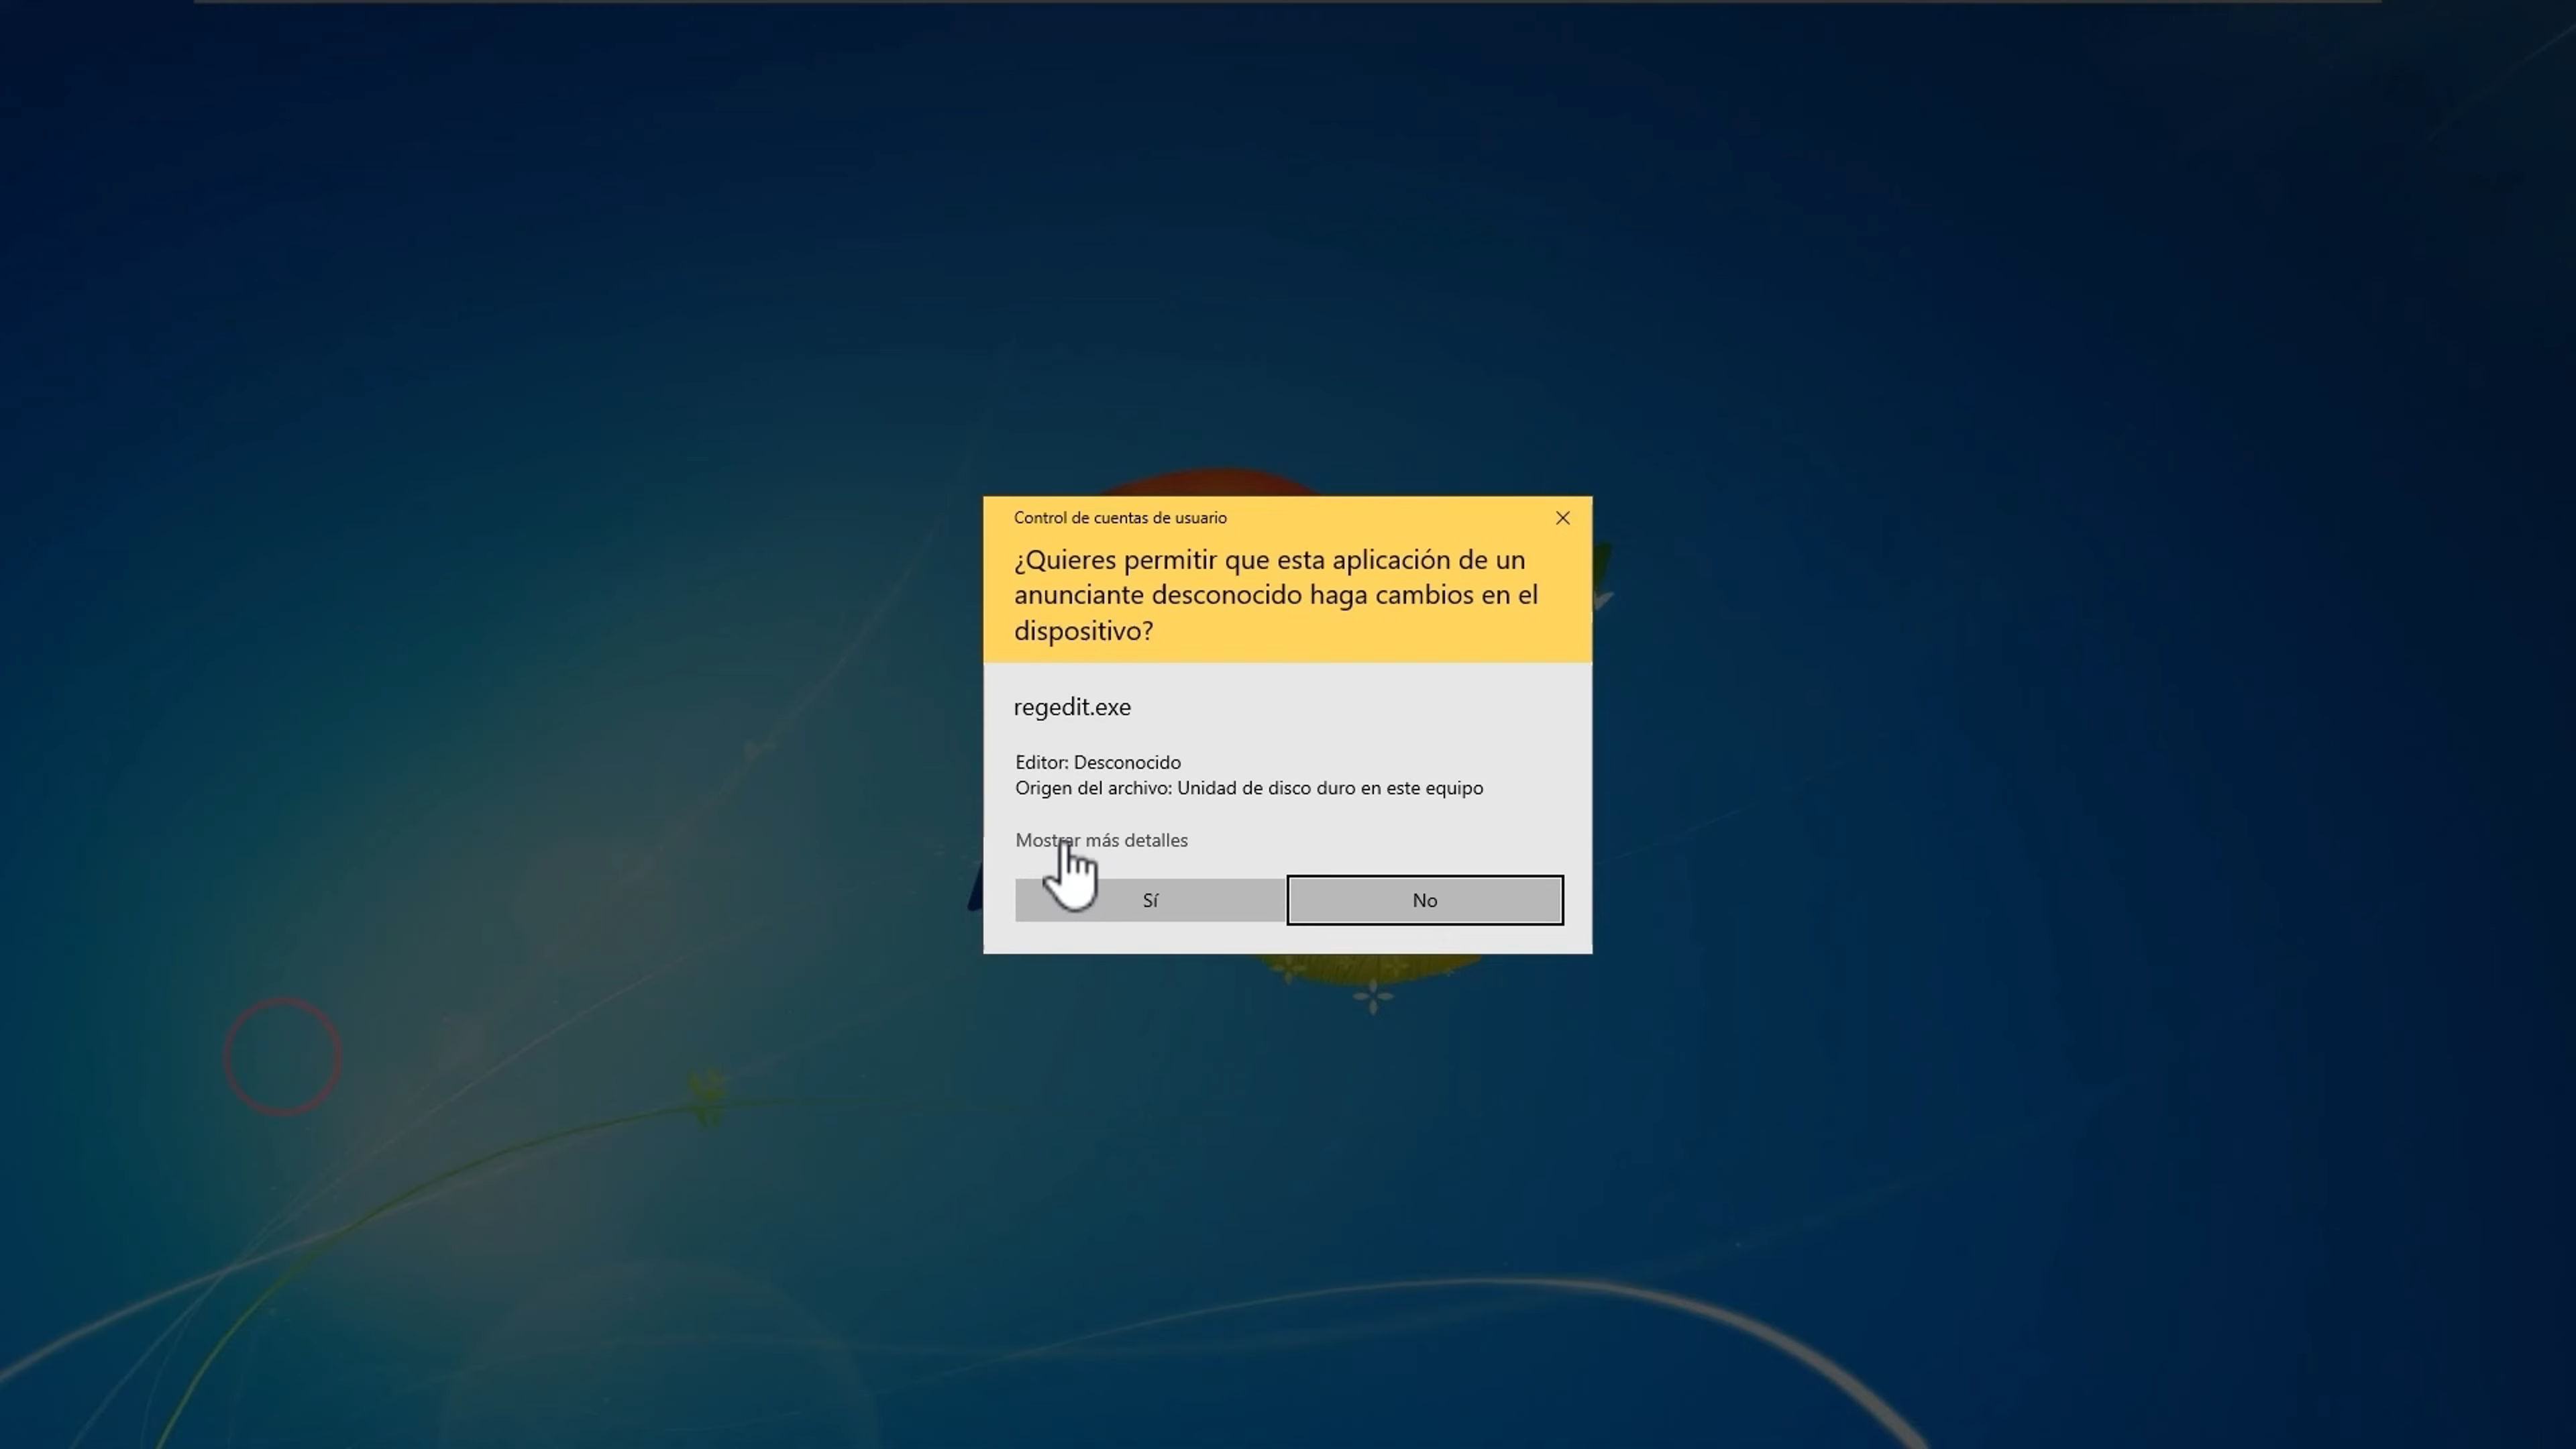 Control de cuentas de usuario
¿Quieres permitir que esta aplicación de un
anunciante desconocido haga cambios en el
dispositivo?
regedit.exe
Editor: Desconocido
Origen del archivo: Unidad de disco duro en este equipo
Mostrar más detalles
Sí
No